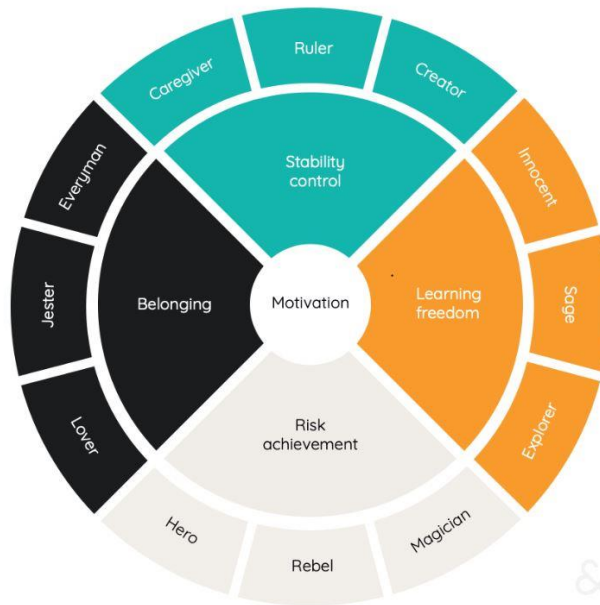 Caregiver
Ruler
Creator
Everyman
Stability
control
Innocent
Jester
Belonging
Motivation
Learning
freedom
Sage
Lover
Risk
achievement
Explorer
Hero
Rebel
Magician
&